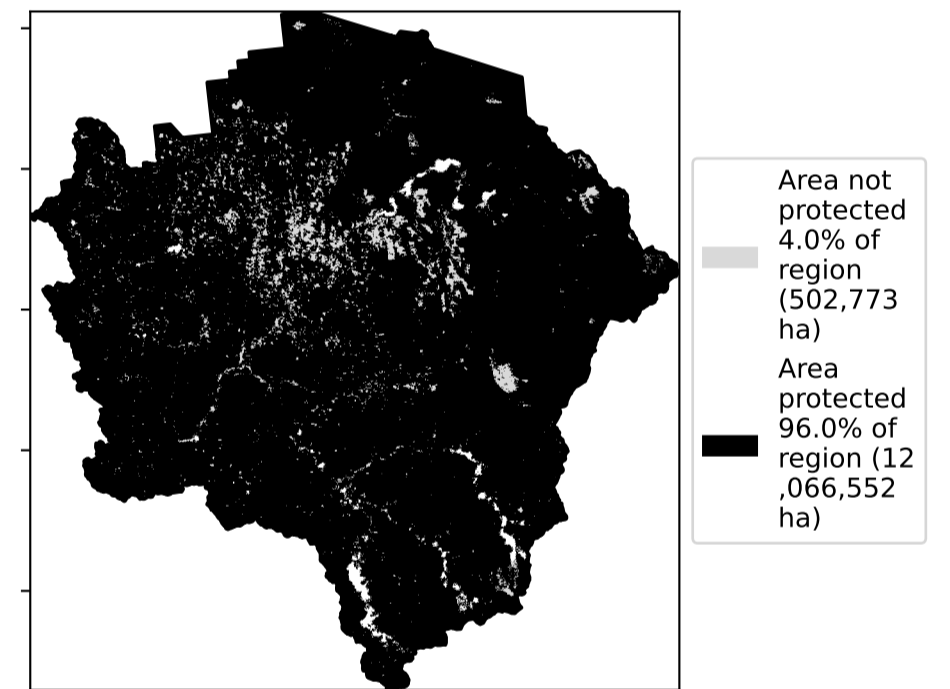 Area not
protected
4.0% of
region
(502,773
ha)
Area
protected
96.0% of
region (12
,066,552
ha)